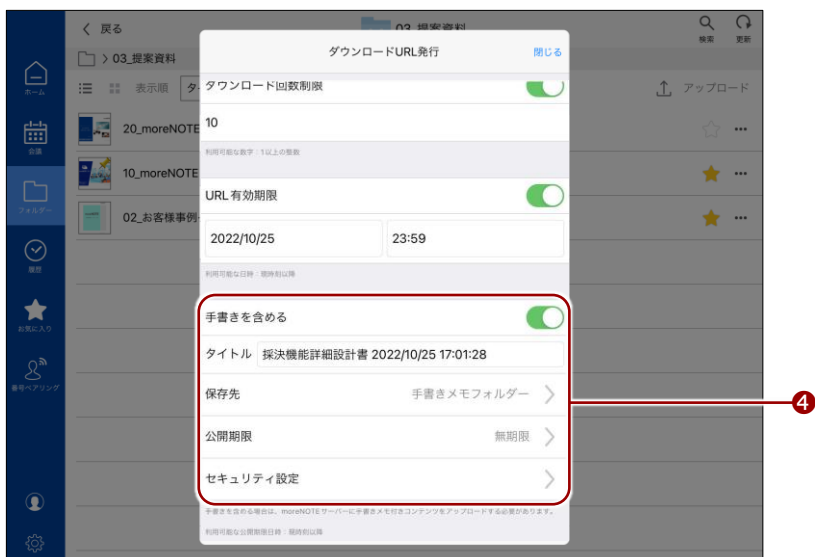 戻る
03_提案資料
検索
更新
03_提案資料
表示順
アップロード
ホーム
会議
フォルダー
履歴
お気に入り
番号ペアリング
20_moreNOTE
10_moreNOTE
02_お客様事例
ダウンロードURL発行
閉じる
ダウンロード回数制限
10
利用可能な数字：1以上の整数
URL有効期限
2022/10/25
23:59
利用可能な日時：現時刻以降
手書きを含める
タイトル 採決機能詳細設計書 2022/10/25 17:01:28
保存先 手書きメモフォルダー
公開期限 無期限
セキュリティ設定
手書きを含める場合は、moreNOTEサーバーに手書きメモ付きコンテンツをアップロードする必要があります。
利用可能な公開期限日時：現時刻以降
4